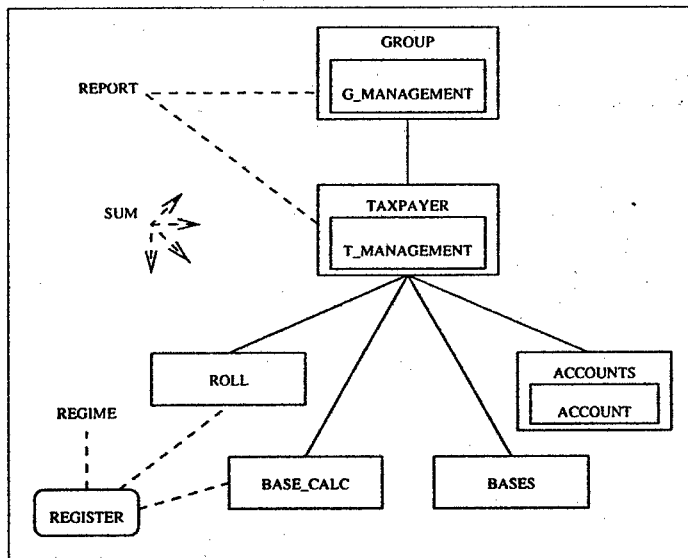 GROUP
REPORT
G_MANAGEMENT
TAXPAYER
SUM
T_MANAGEMENT
ROLL
ACCOUNTS
ACCOUNT
REGIME
BASE_CALC
BASES
REGISTER